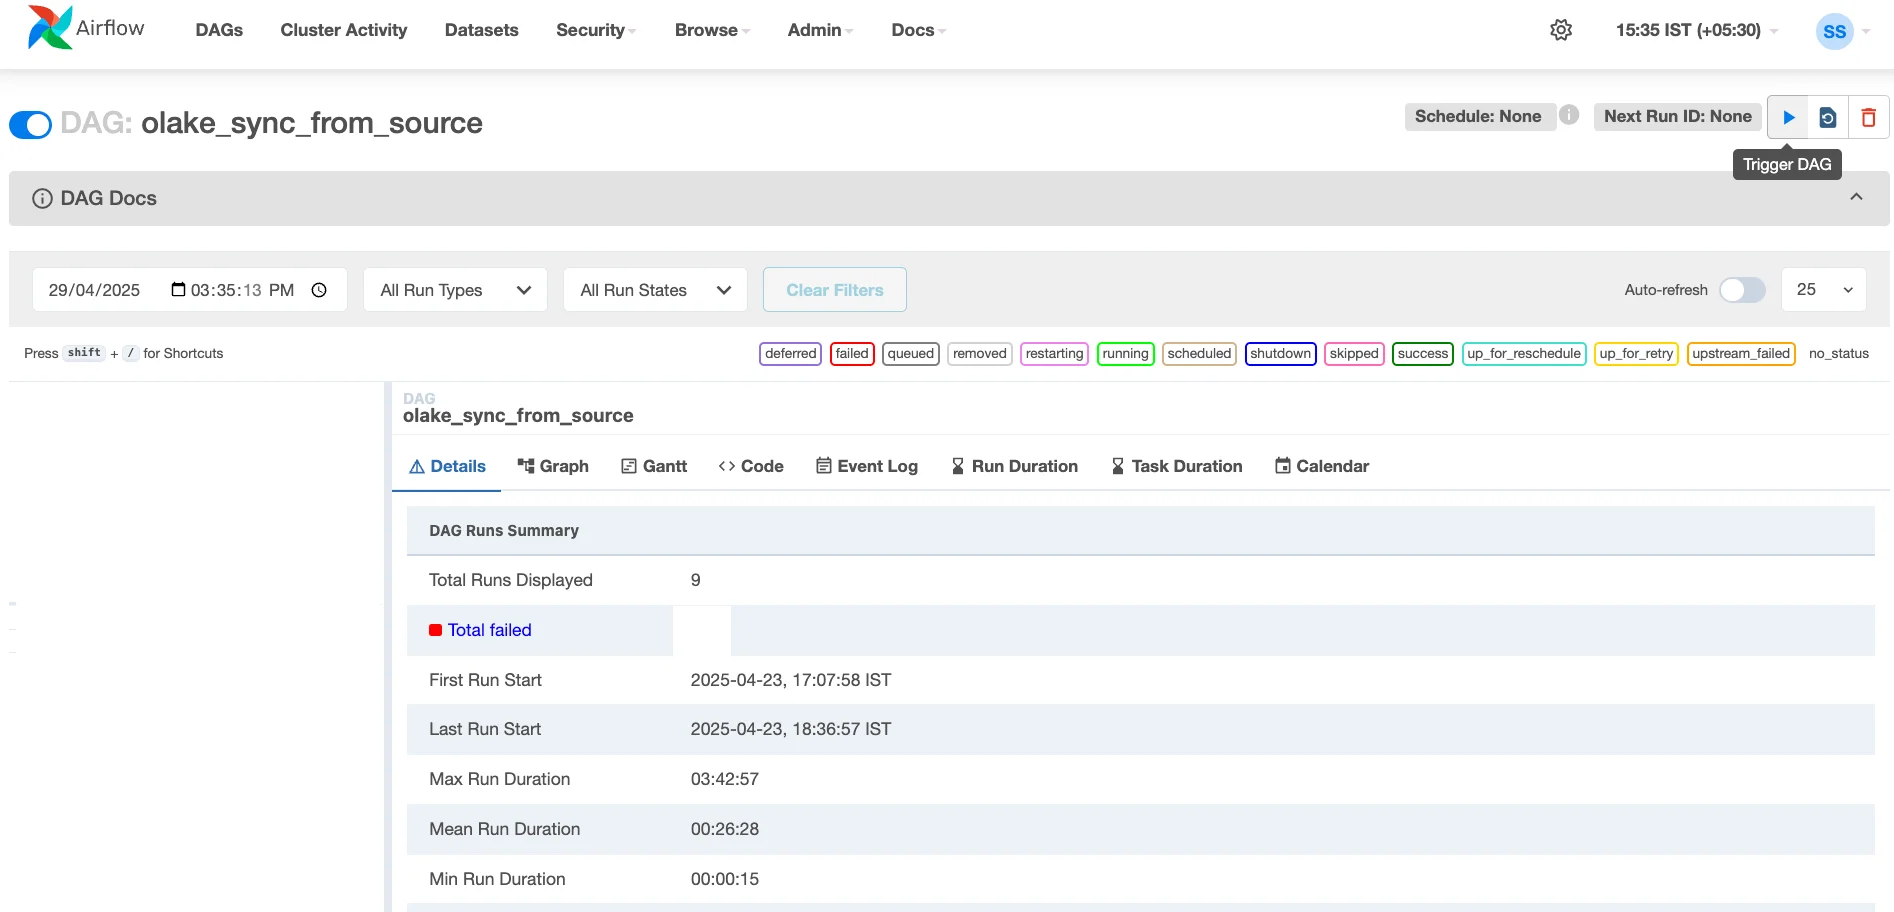 Airflow DAGs Cluster Activity Datasets Security Browse Admin Docs 15:35 IST (+05:30) SS
DAG: olake_sync_from_source Schedule: None Next Run ID: None
Trigger DAG
DAG Docs
29/04/2025 03:35:13 PM All Run Types All Run States Clear Filters Auto-refresh 25
Press shift + / for Shortcuts deferred failed queued removed restarting running scheduled shutdown skipped success up_for_reschedule up_for_retry upstream_failed no_status
DAG
olake_sync_from_source
Details Graph Gantt Code Event Log Run Duration Task Duration Calendar
DAG Runs Summary
Total Runs Displayed 9
Total failed
First Run Start 2025-04-23, 17:07:58 IST
Last Run Start 2025-04-23, 18:36:57 IST
Max Run Duration 03:42:57
Mean Run Duration 00:26:28
Min Run Duration 00:00:15